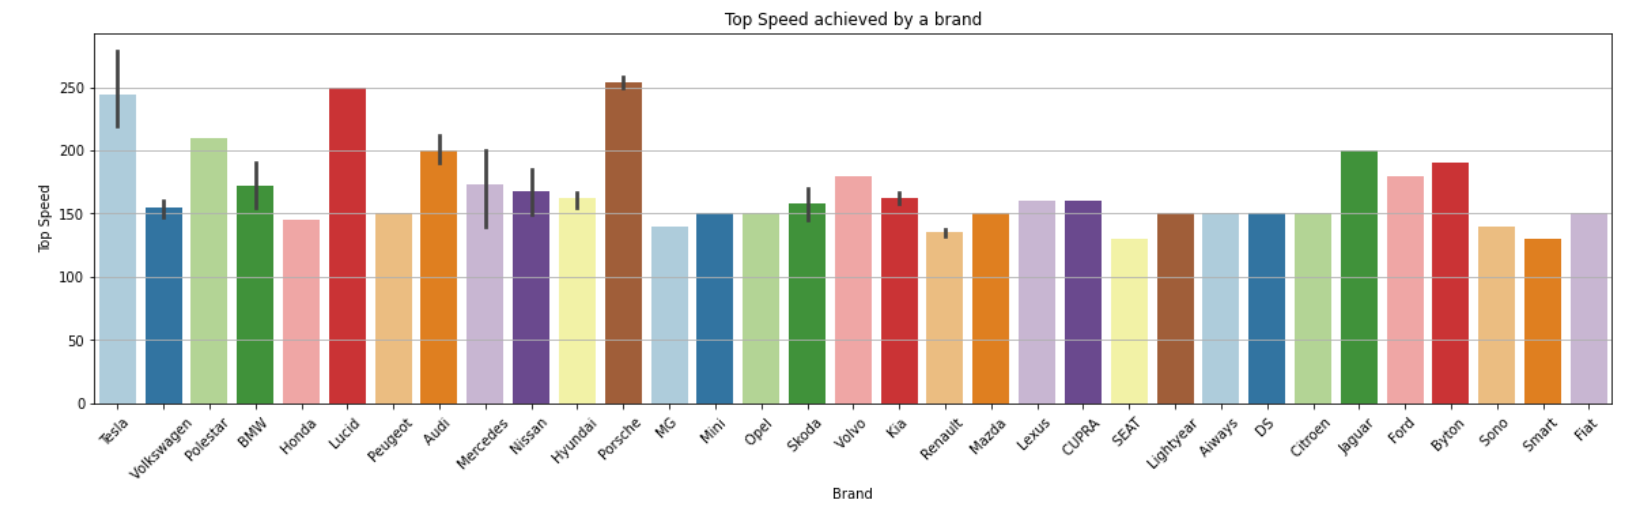 Top Speed achieved by a brand
Top Speed
250
200
150
100
50
0
Tesla
Volkswagen
Polestar
BMW
Honda
Lucid
Peugeot
Audi
Mercedes
Nissan
Hyundai
Porsche
MG
Mini
Opel
Skoda
Volvo
Kia
Renault
Mazda
Lexus
CUPRA
SEAT
Lightyear
Aiways
DS
Citroen
Jaguar
Ford
Byton
Sono
Smart
Fiat
Brand